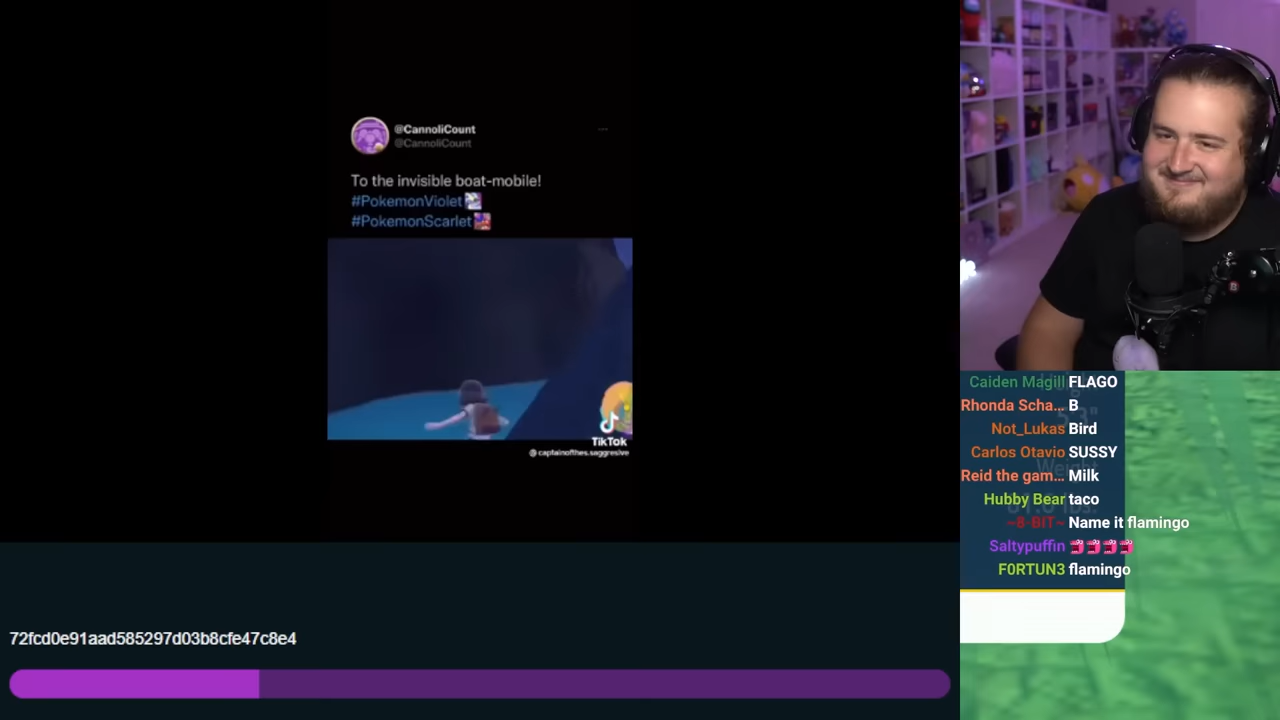 @CannoliCount
@CannoliCount
To the invisible boat-mobile!
#PokemonViolet
#PokemonScarlet
TikTok
@captainofthes.saggresive
72fcd0e91aad585297d03b8cfe47c8e4
Caiden Magill FLAGO
Rhonda Scha... B
Not_Lukas Bird
Carlos Otavio SUSSY
Reid the gam... Milk
Hubby Bear taco
~8-BIT~ Name it flamingo
Saltypuffin
F0RTUN3 flamingo
Weight